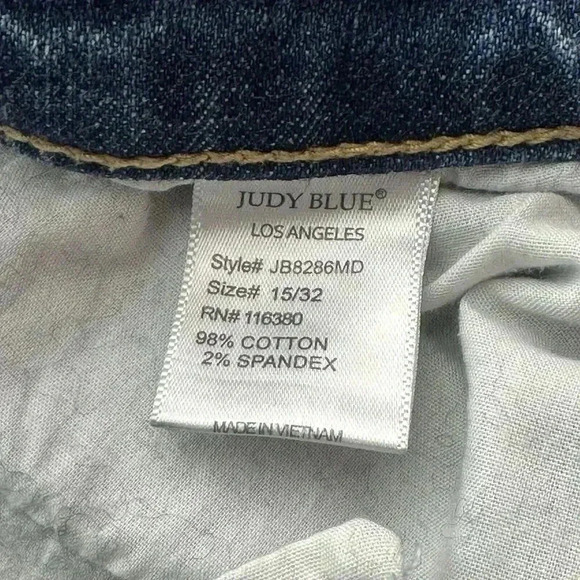 JUDY BLUE®
LOS ANGELES
Style# JB8286MD
Size# 15/32
RN# 116380
98% COTTON
2% SPANDEX
MADE IN VIETNAM